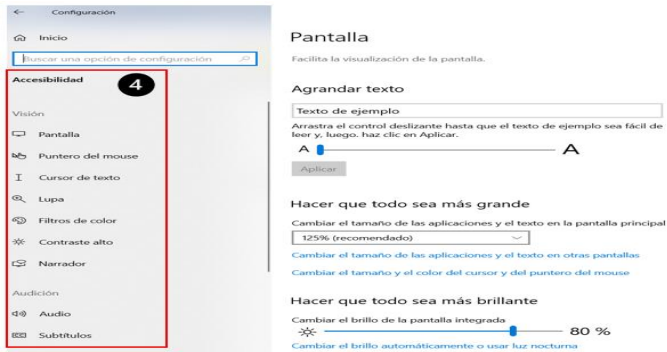 Configuración
Inicio
Buscar una opción de configuración
Accesibilidad
4
Visión
Pantalla
Puntero del mouse
Cursor de texto
Lupa
Filtros de color
Contraste alto
Narrador
Audición
Audio
Subtítulos
Pantalla
Facilita la visualización de la pantalla.
Agrandar texto
Texto de ejemplo
Arrastra el control deslizante hasta que el texto de ejemplo sea fácil de
leer y, luego. haz clic en Aplicar.
A A
Aplicar
Hacer que todo sea más grande
Cambiar el tamaño de las aplicaciones y el texto en la pantalla principal
125% (recomendado)
Cambiar el tamaño de las aplicaciones y el texto en otras pantallas
Cambiar el tamaño y el color del cursor y del puntero del mouse
Hacer que todo sea más brillante
Cambiar el brillo de la pantalla integrada
80 %
Cambiar el brillo automáticamente o usar luz nocturna